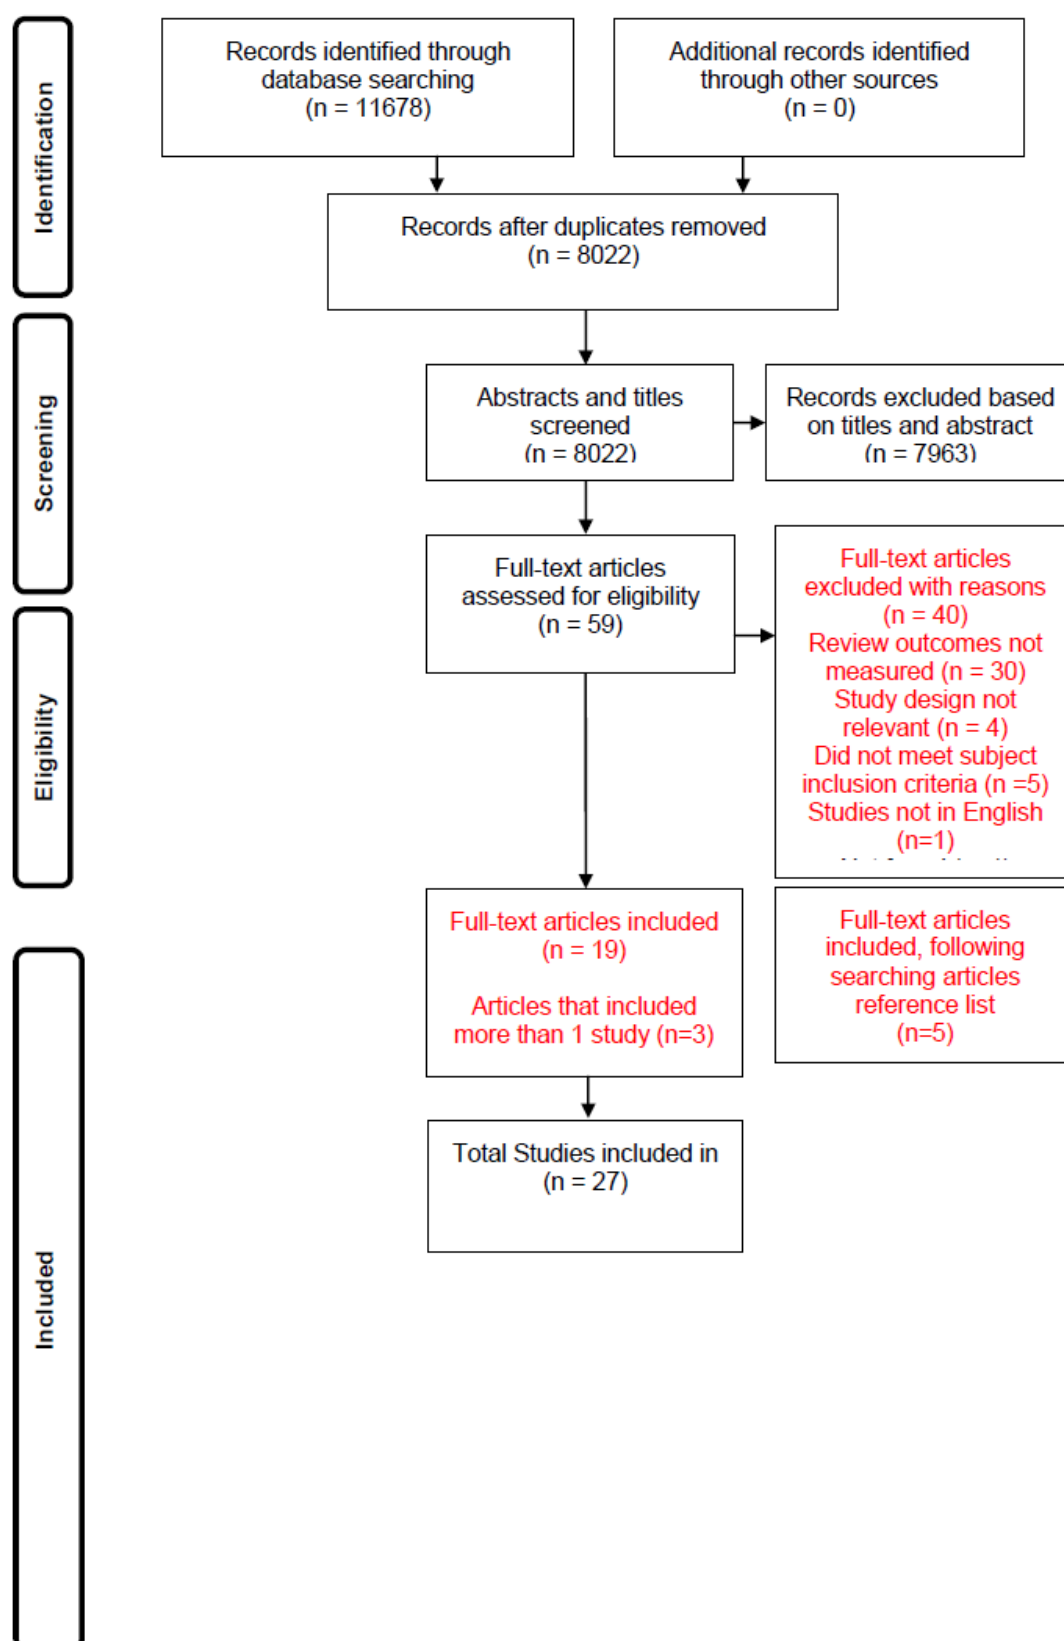 Identification
Records identified through
database searching
(n = 11678)
Additional records identified
through other sources
(n = 0)
Records after duplicates removed
(n = 8022)
Screening
Abstracts and titles
screened
(n = 8022)
Records excluded based
on titles and abstract
(n = 7963)
Full-text articles
assessed for eligibility
(n = 59)
Eligibility
Full-text articles
excluded with reasons
(n = 40)
Review outcomes not
measured (n = 30)
Study design not
relevant (n = 4)
Did not meet subject
inclusion criteria (n =5)
Studies not in English
(n=1)
Full-text articles included
(n = 19)
Articles that included
more than 1 study (n=3)
Full-text articles
included, following
searching articles
reference list
(n=5)
Included
Total Studies included in
(n = 27)